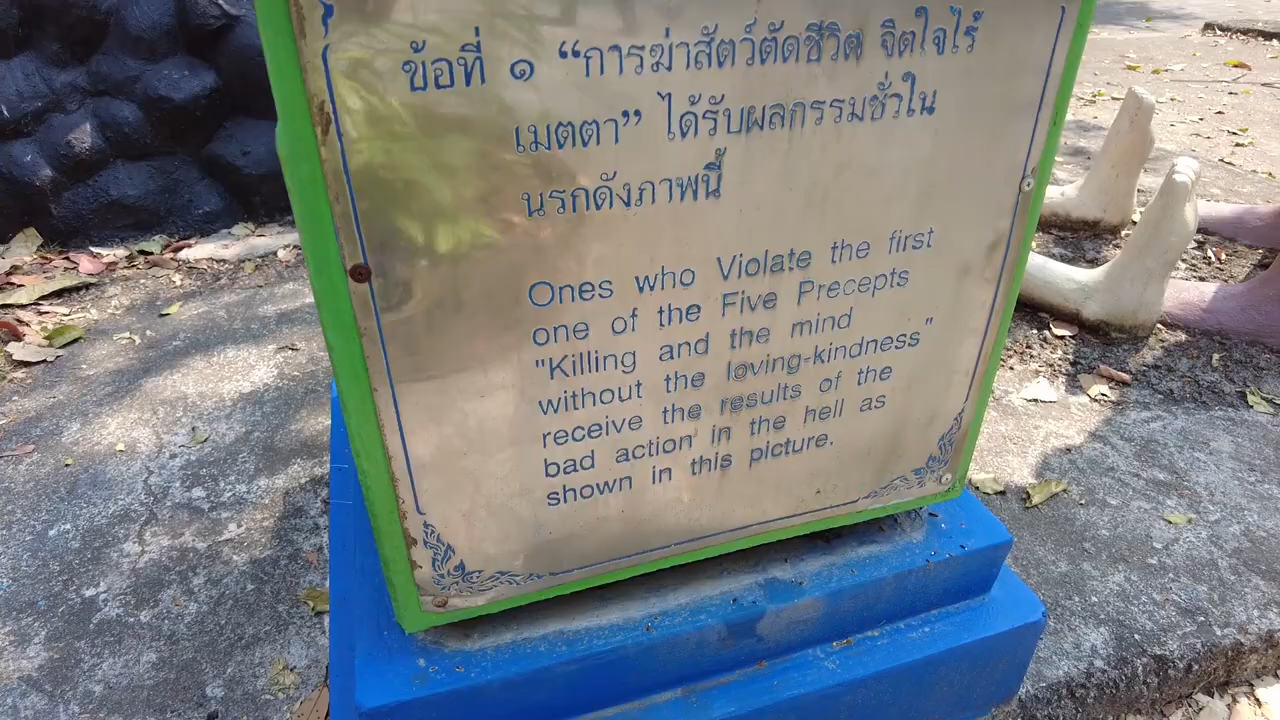 ข้อที่ ๑ “การฆ่าสัตว์ตัดชีวิต จิตใจไร้
เมตตา” ได้รับผลกรรมชั่วใน
นรกดังภาพนี้
Ones who Violate the first
one of the Five Precepts
"Killing and the mind
without the loving-kindness"
receive the results of the
bad action in the hell as
shown in this picture.